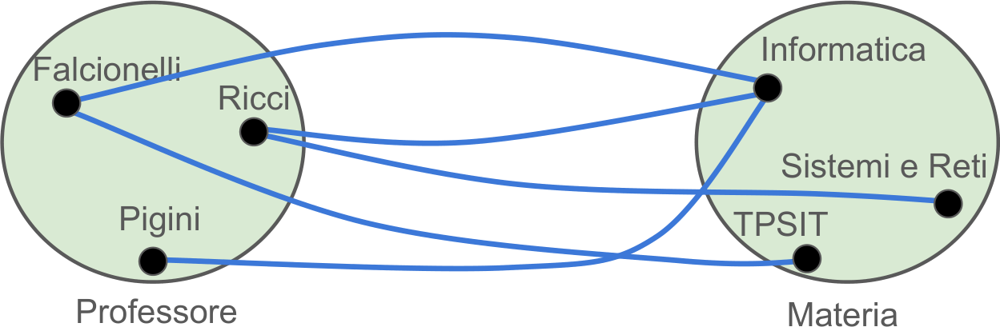 Falcionelli
Ricci
Pigini
Professore
Informatica
Sistemi e Reti
TPSIT
Materia